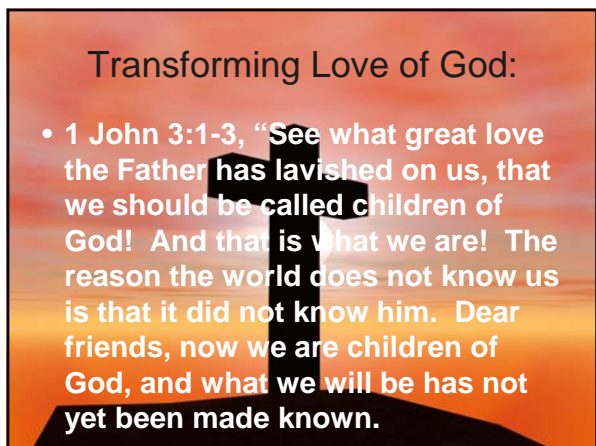 Transforming Love of God:
• 1 John 3:1-3, “See what great love
the Father has lavished on us, that
we should be called children of
God!  And that is what we are!  The
reason the world does not know us
is that it did not know him.  Dear
friends, now we are children of
God, and what we will be has not
yet been made known.